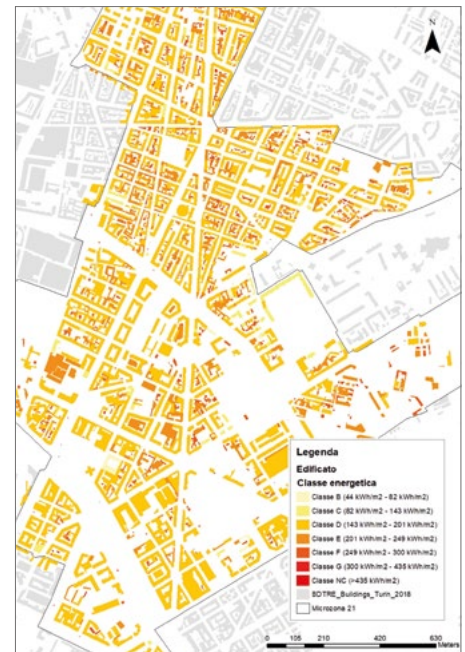 N
Legenda
Edificato
Classe energetica
Classe B (44 kWh/m2 - 82 kWh/m2)
Classe C (82 kWh/m2 - 143 kWh/m2)
Classe D (143 kWh/m2 - 201 kWh/m2)
Classe E (201 kWh/m2 - 249 kWh/m2)
Classe F (249 kWh/m2 - 300 kWh/m2)
Classe G (300 kWh/m2 - 435 kWh/m2)
Classe NC (>435 kWh/m2)
SDTRE_Buildings_Turin_2018
Microzona 21
0 105 210 420 630
Meters